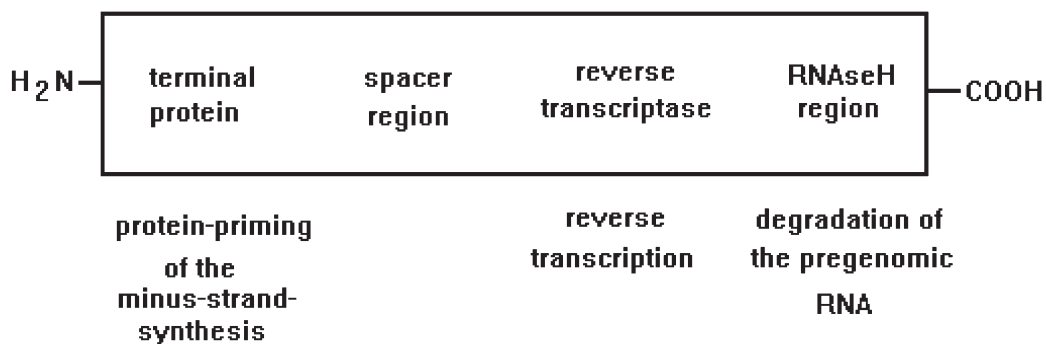 H2N
terminal
protein
spacer
region
reverse
transcriptase
RNAseH
region
COOH
protein-priming
of the
minus-strand-
synthesis
reverse
transcription
degradation of
the pregenomic
RNA